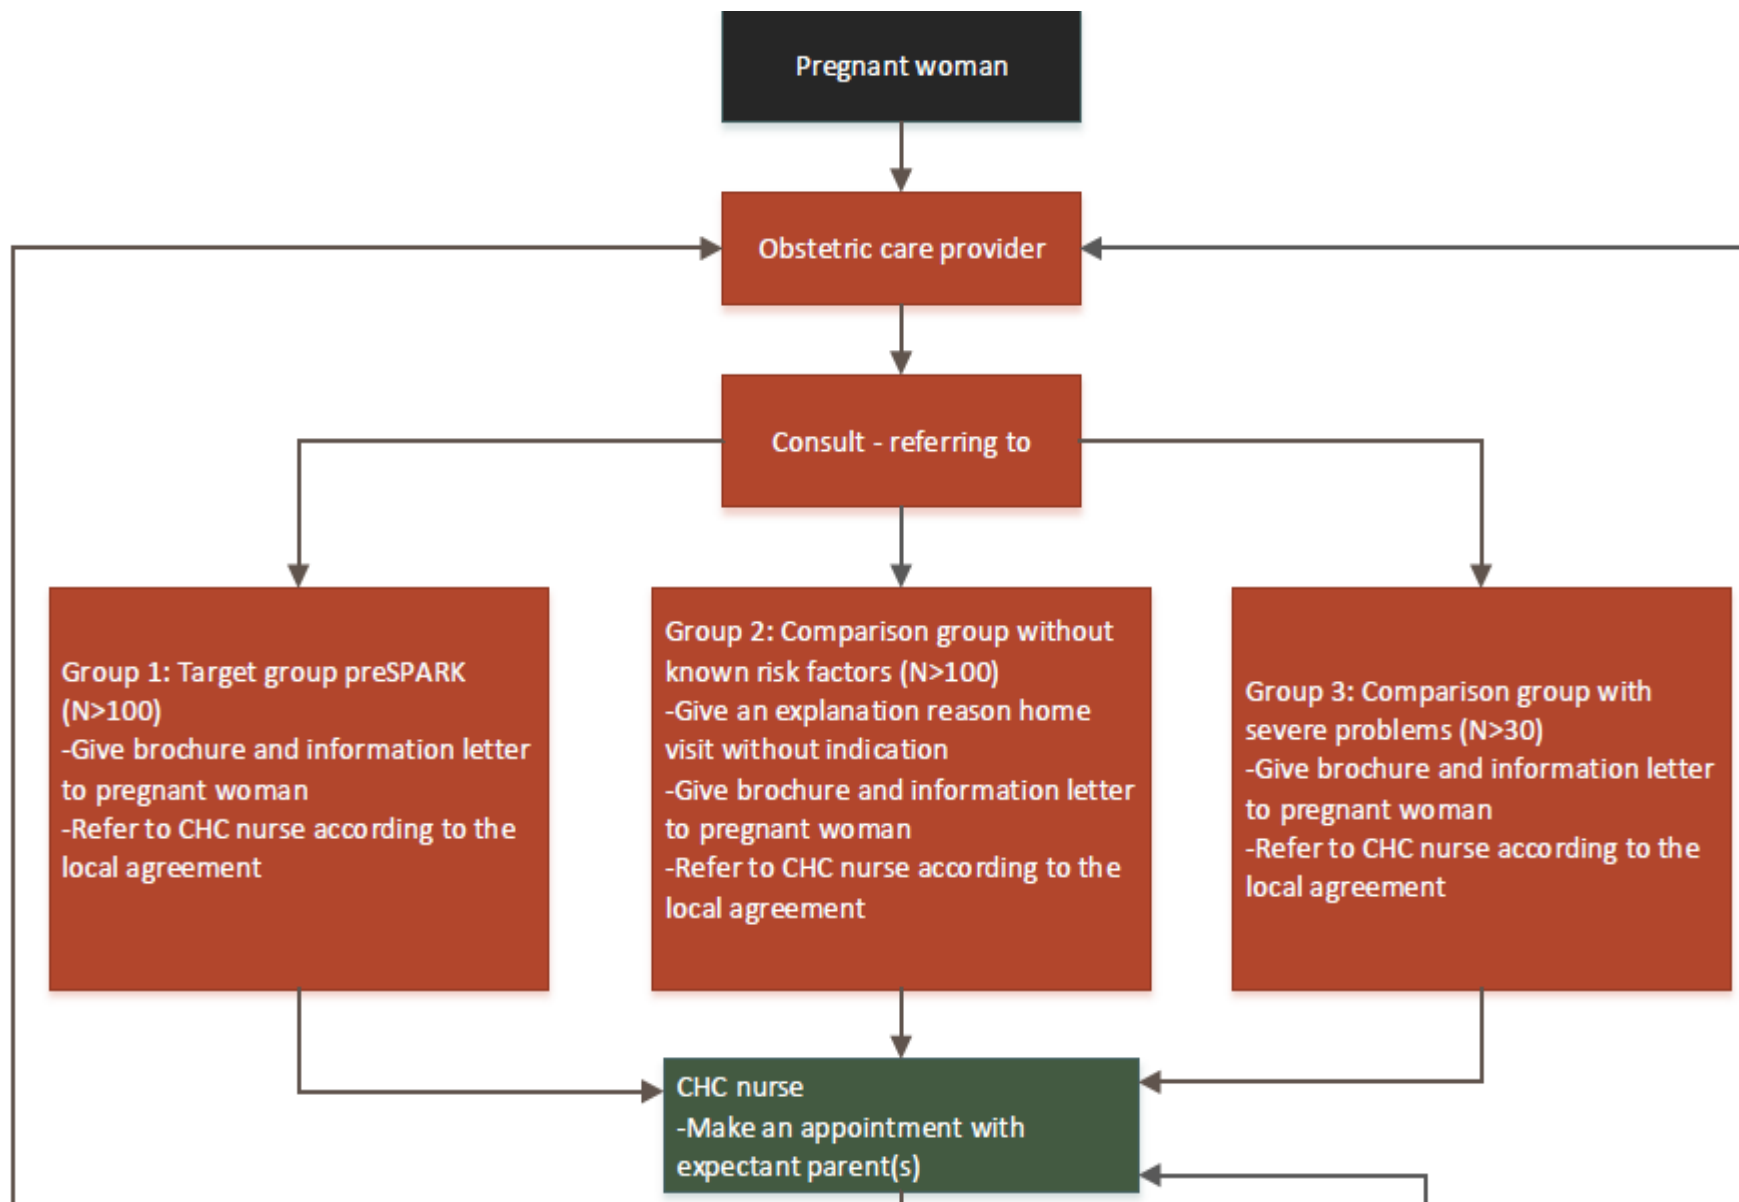 Pregnant woman
Obstetric care provider
Consult - referring to
Group 1: Target group preSPARK
(N>100)
-Give brochure and information letter
to pregnant woman
-Refer to CHC nurse according to the
local agreement
Group 2: Comparison group without
known risk factors (N>100)
-Give an explanation reason home
visit without indication
-Give brochure and information letter
to pregnant woman
-Refer to CHC nurse according to the
local agreement
Group 3: Comparison group with
severe problems (N>30)
-Give brochure and information letter
to pregnant woman
-Refer to CHC nurse according to the
local agreement
CHC nurse
-Make an appointment with
expectant parent(s)